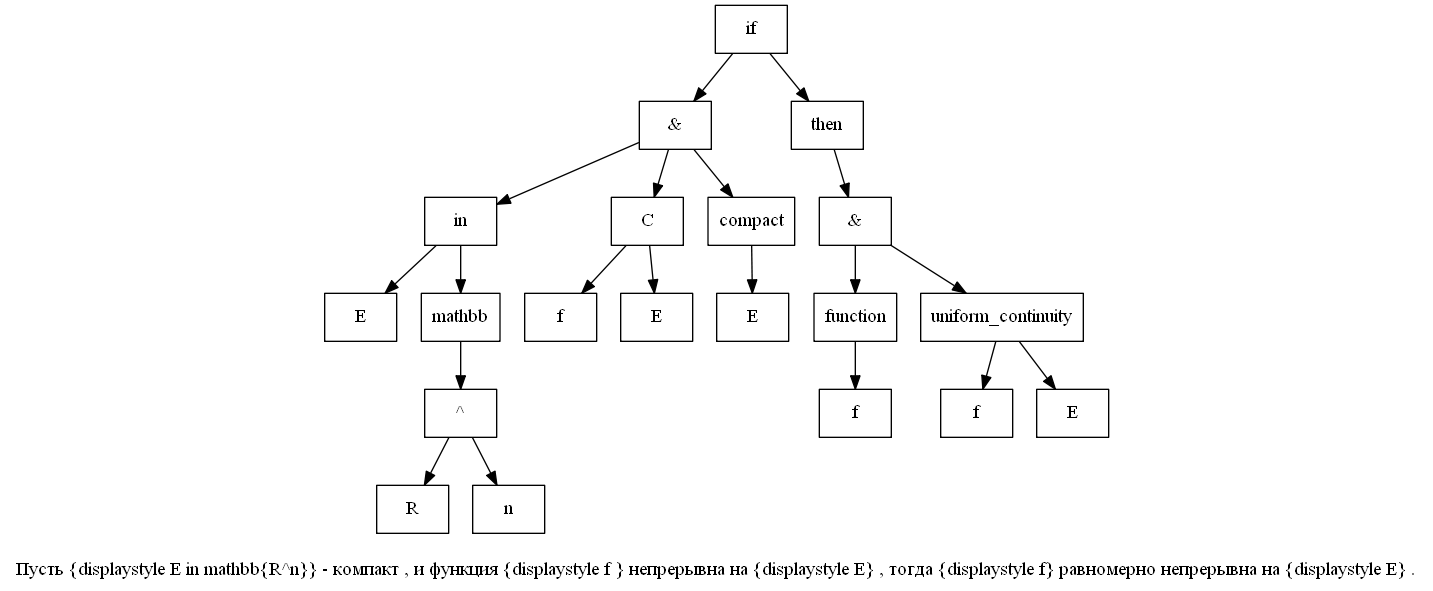 if
& then
in C compact &
E mathbb f E E function uniform_continuity
^ f f E
R n
Пусть {displaystyle E in mathbb{R^n}} - компакт , и функция {displaystyle f } непрерывна на {displaystyle E} , тогда {displaystyle f} равномерно непрерывна на {displaystyle E} .